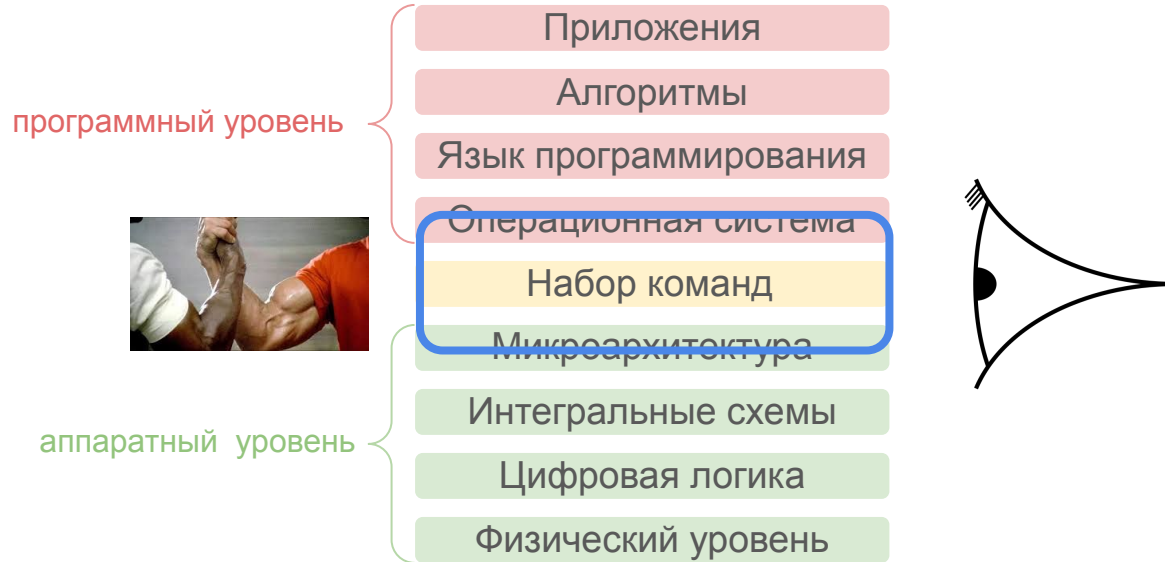 Приложения
Алгоритмы
программный уровень
Язык программирования
Операционная система
Набор команд
Микроархитектура
Интегральные схемы
аппаратный уровень
Цифровая логика
Физический уровень